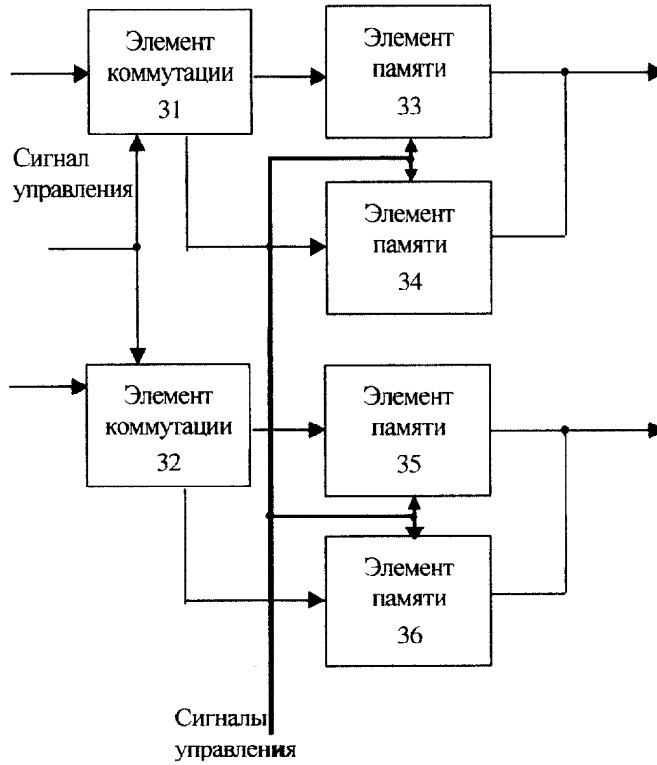 Элемент
коммутации
31
Элемент
памяти
33
Сигнал
управления
Элемент
памяти
34
Элемент
коммутации
32
Элемент
памяти
35
Элемент
памяти
36
Сигналы
управления